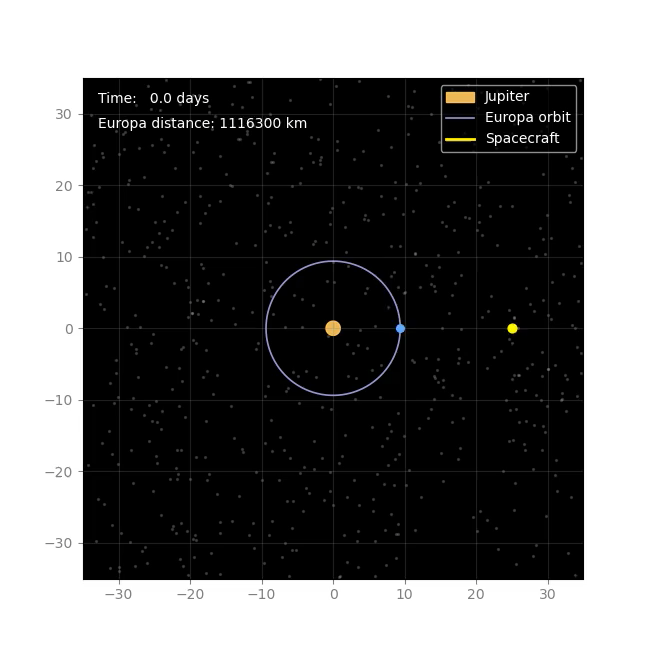 Time:   0.0 days
Europa distance: 1116300 km
Jupiter
Europa orbit
Spacecraft
30
20
10
0
−10
−20
−30
−30 −20 −10 0 10 20 30